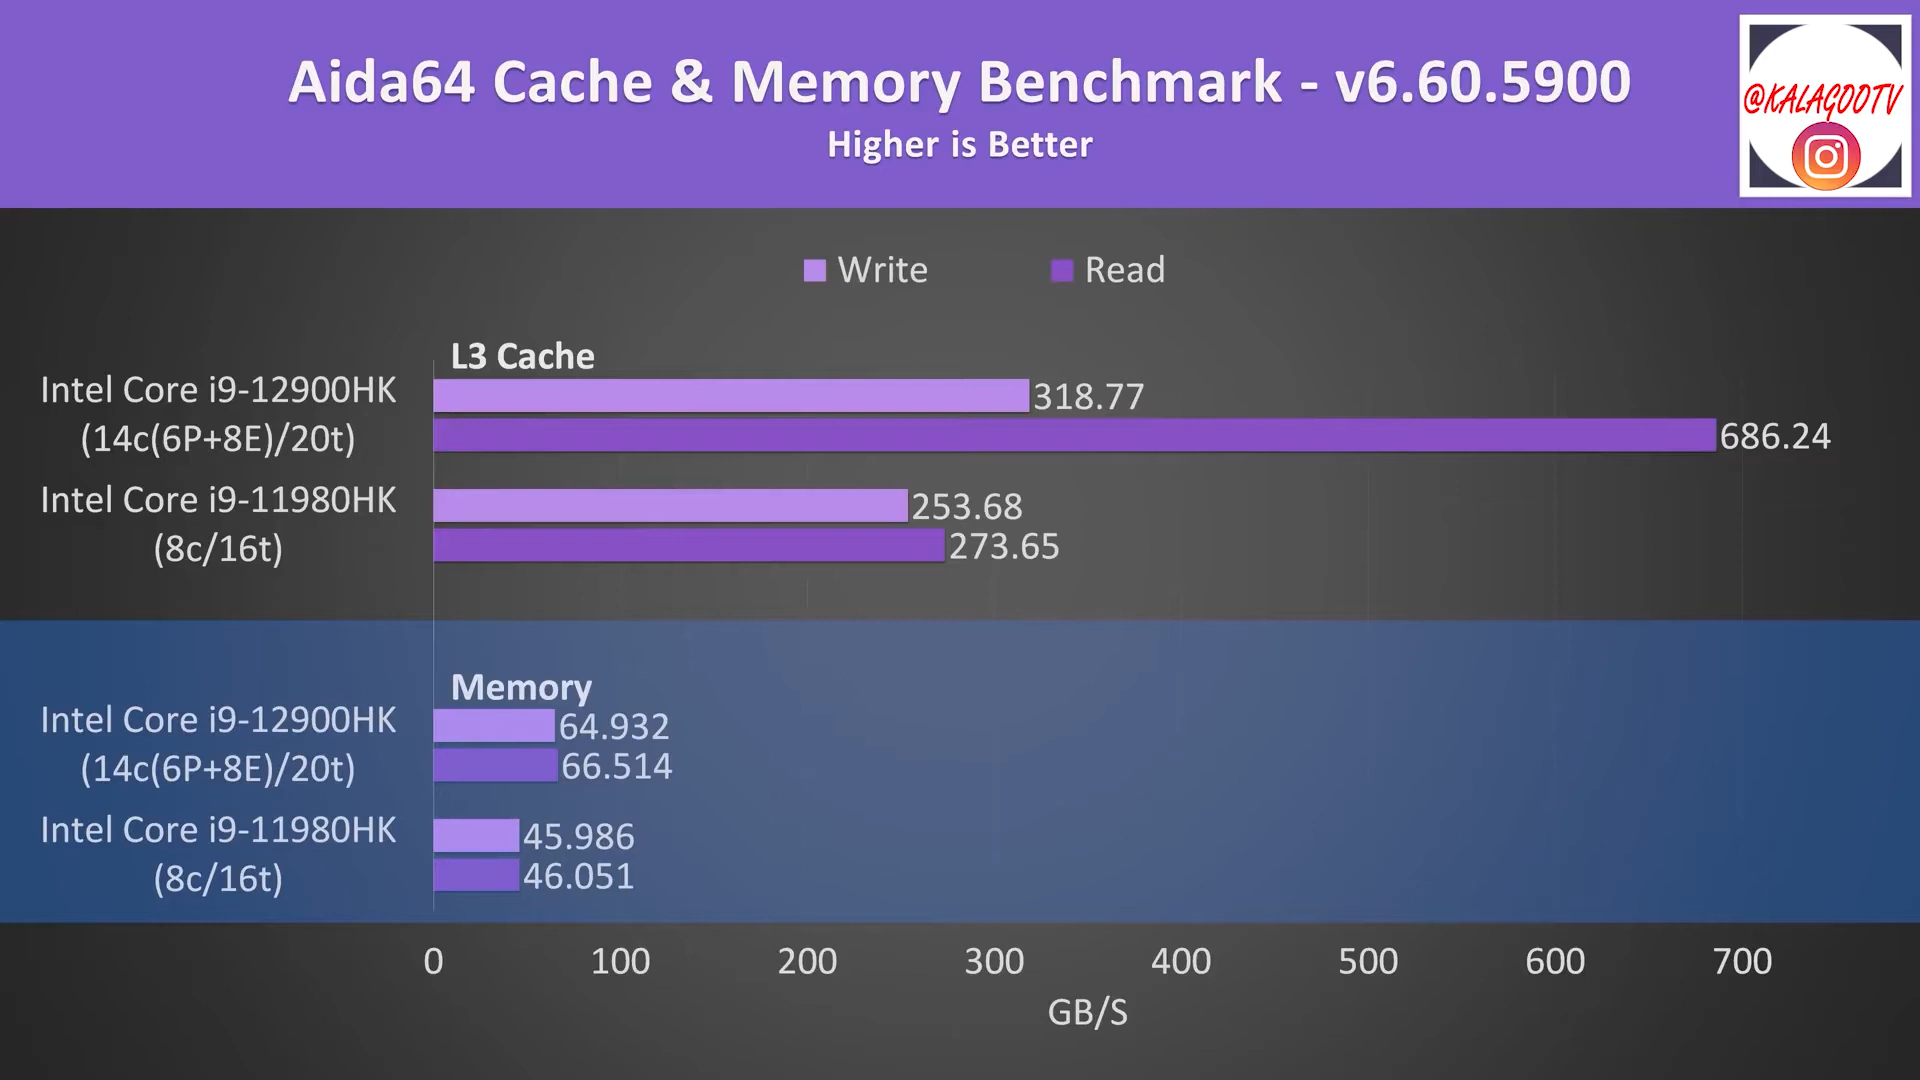 Aida64 Cache & Memory Benchmark - v6.60.5900
Higher is Better
@KALAGOOTV
Write
Read
L3 Cache
Intel Core i9-12900HK
(14c(6P+8E)/20t)
318.77
686.24
Intel Core i9-11980HK
(8c/16t)
253.68
273.65
Memory
Intel Core i9-12900HK
(14c(6P+8E)/20t)
64.932
66.514
Intel Core i9-11980HK
(8c/16t)
45.986
46.051
0 100 200 300 400 500 600 700
GB/S